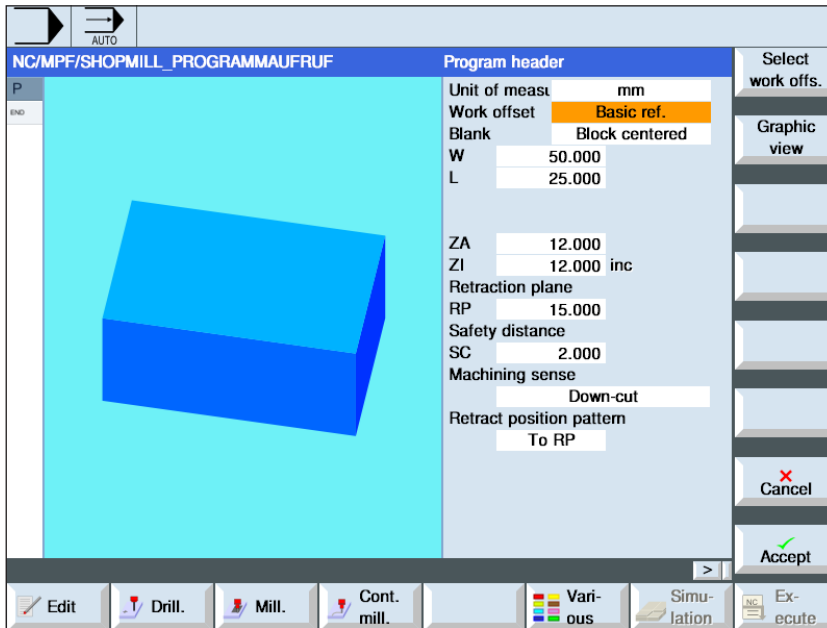 AUTO
NC/MPF/SHOPMILL_PROGRAMMAUFRUF
Program header
P
END
Unit of measu mm
Work offset Basic ref.
Blank Block centered
W 50.000
L 25.000
ZA 12.000
ZI 12.000 inc
Retraction plane
RP 15.000
Safety distance
SC 2.000
Machining sense
Down-cut
Retract position pattern
To RP
Select
work offs.
Graphic
view
Cancel
Accept
>
Edit
Drill.
Mill.
Cont.
mill.
Vari-
ous
Simu-
lation
NC
Ex-
ecute